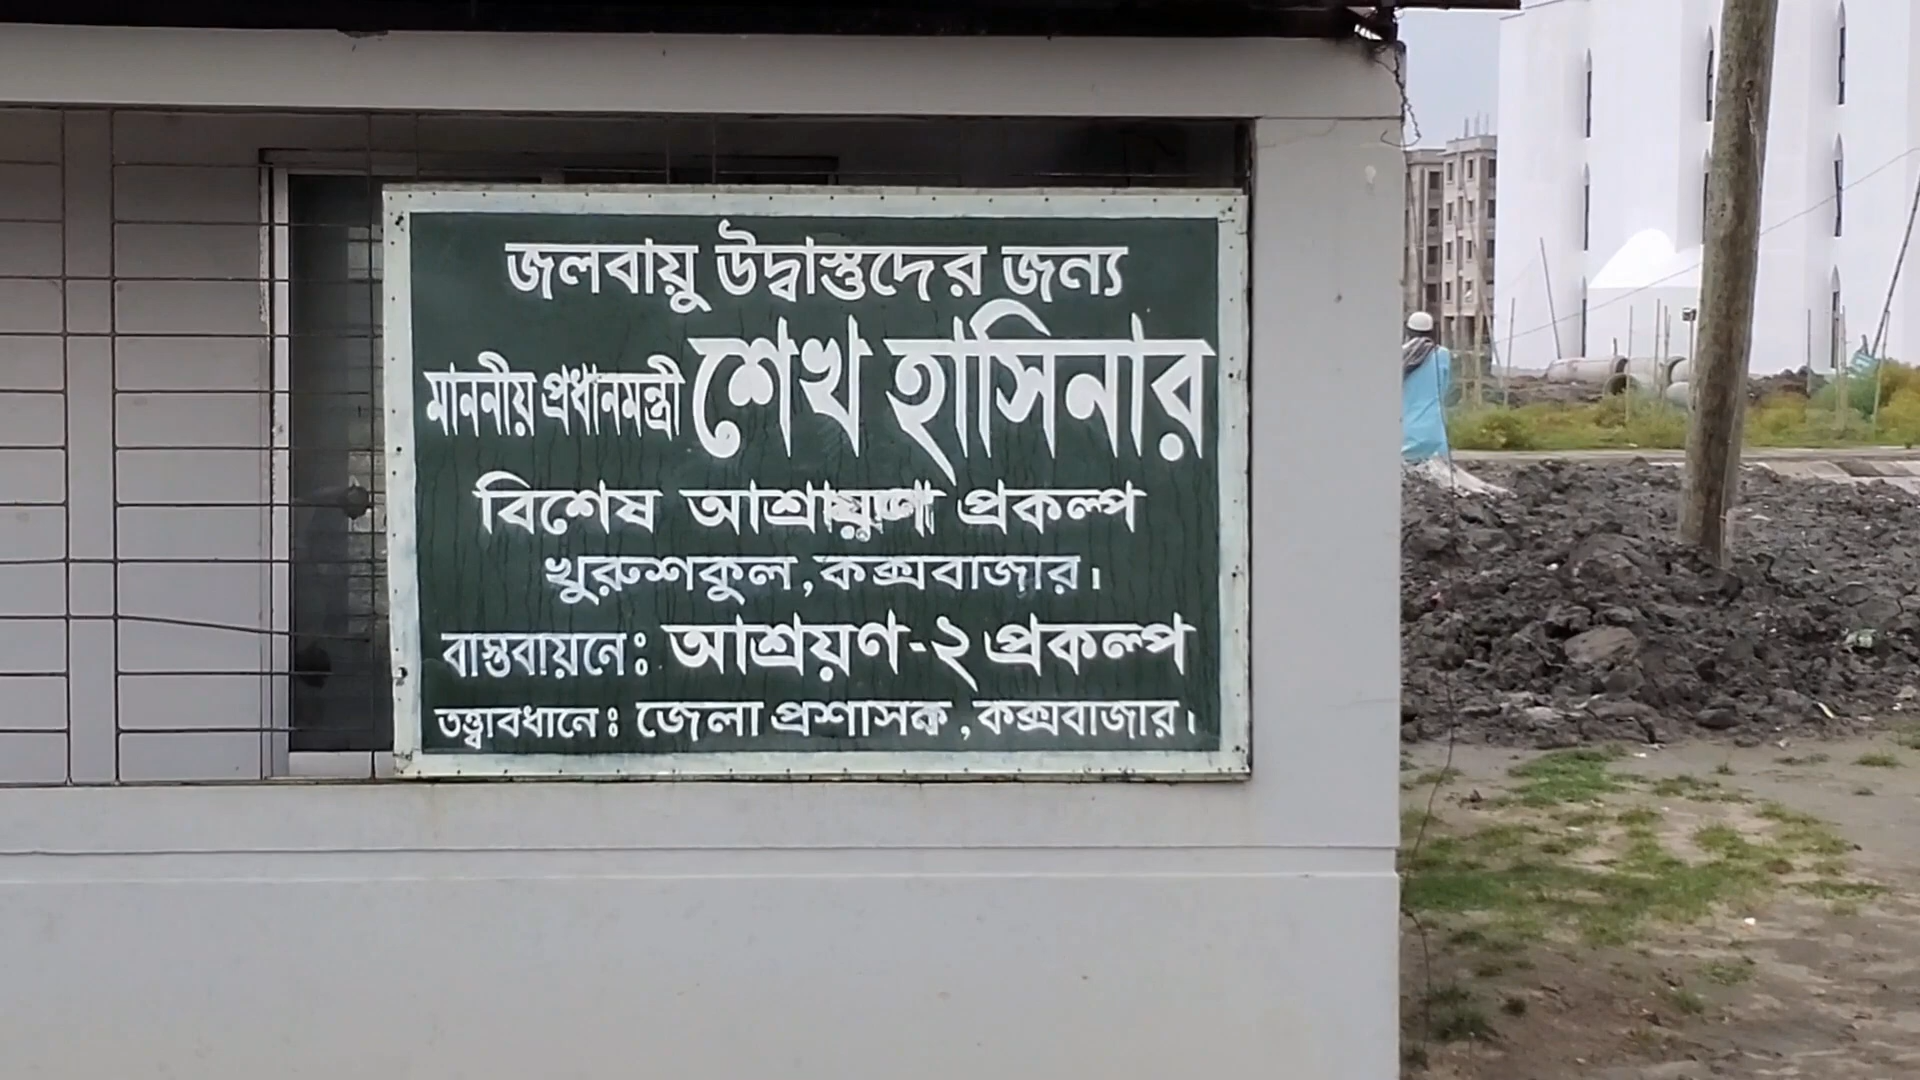 জলবায়ু উদ্বাস্তুদের জন্য
মাননীয় প্রধানমন্ত্রী শেখ হাসিনার
বিশেষ আশ্রয়ণ প্রকল্প
খুরুশকুল, কক্সবাজার।
বাস্তবায়নে: আশ্রয়ণ-২ প্রকল্প
তত্ত্বাবধানে: জেলা প্রশাসক, কক্সবাজার।